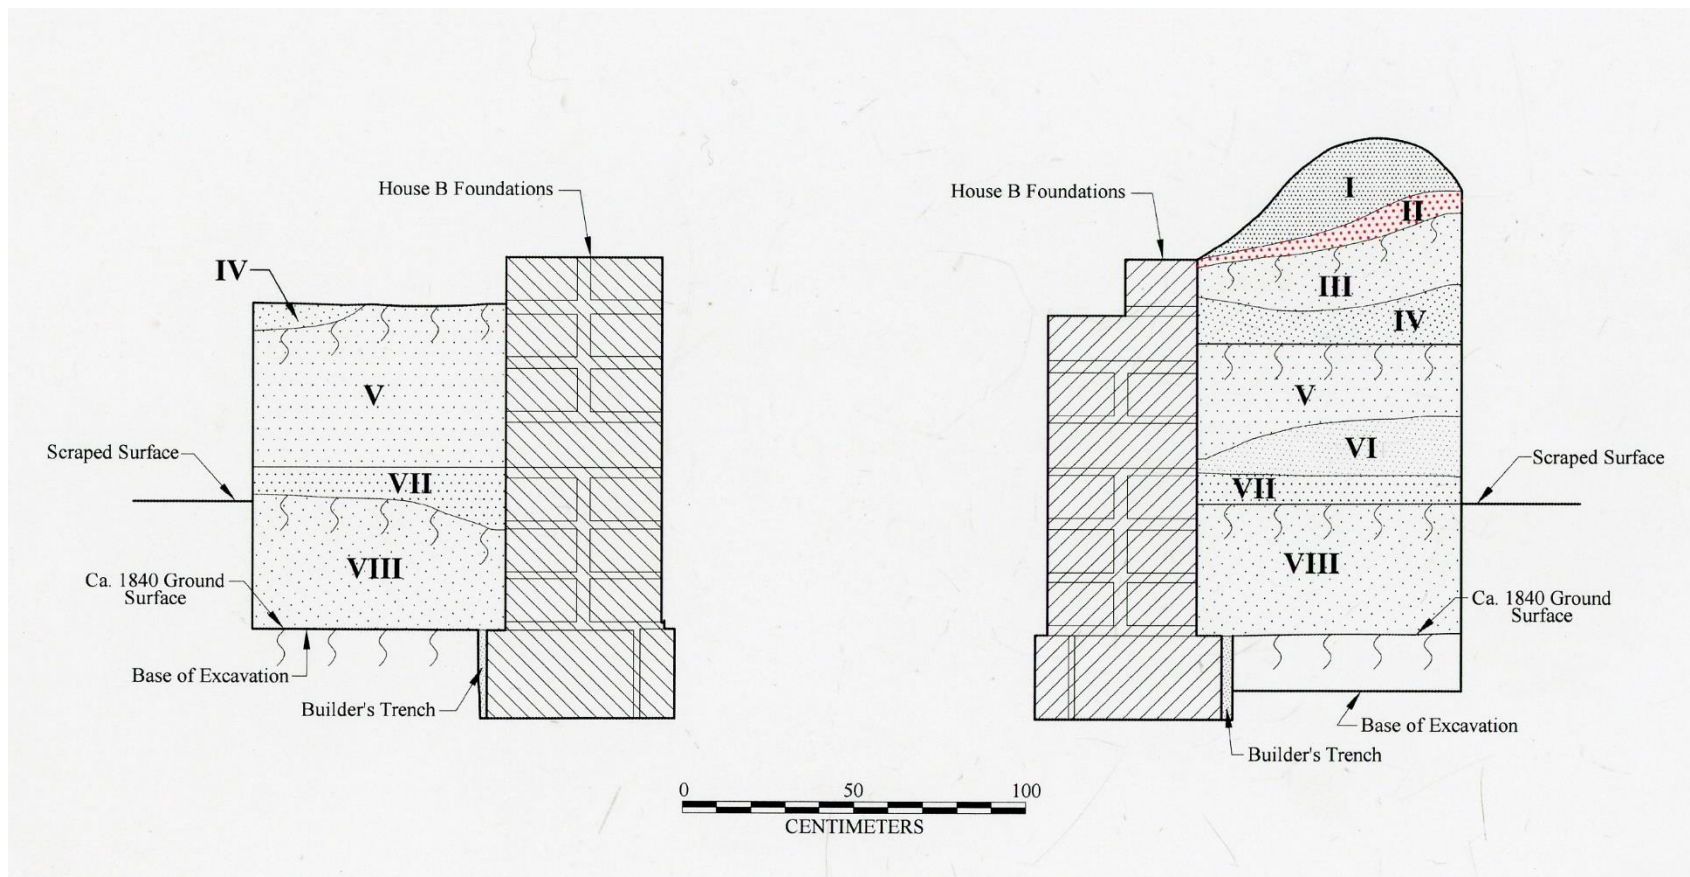 House B Foundations
IV
V
Scraped Surface
VII
VIII
Ca. 1840 Ground
Surface
Base of Excavation
Builder's Trench
House B Foundations
I
II
III
IV
V
VI
Scraped Surface
VII
VIII
Ca. 1840 Ground
Surface
Base of Excavation
Builder's Trench
0 50 100
CENTIMETERS